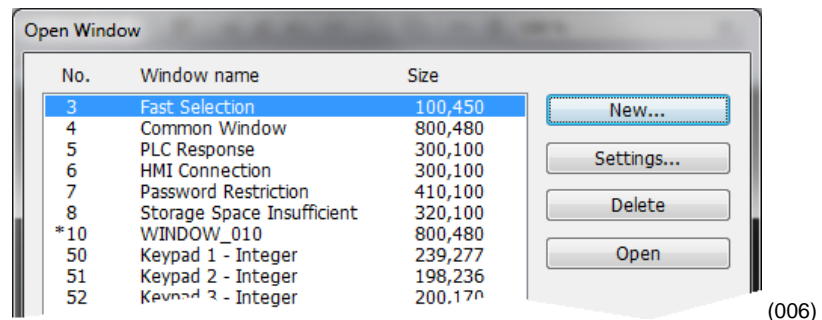 Open Window
No. Window name Size
3 Fast Selection 100,450
4 Common Window 800,480
5 PLC Response 300,100
6 HMI Connection 300,100
7 Password Restriction 410,100
8 Storage Space Insufficient 320,100
*10 WINDOW_010 800,480
50 Keypad 1 - Integer 239,277
51 Keypad 2 - Integer 198,236
52 Keypad 3 - Integer 200,170
New...
Settings...
Delete
Open
(006)